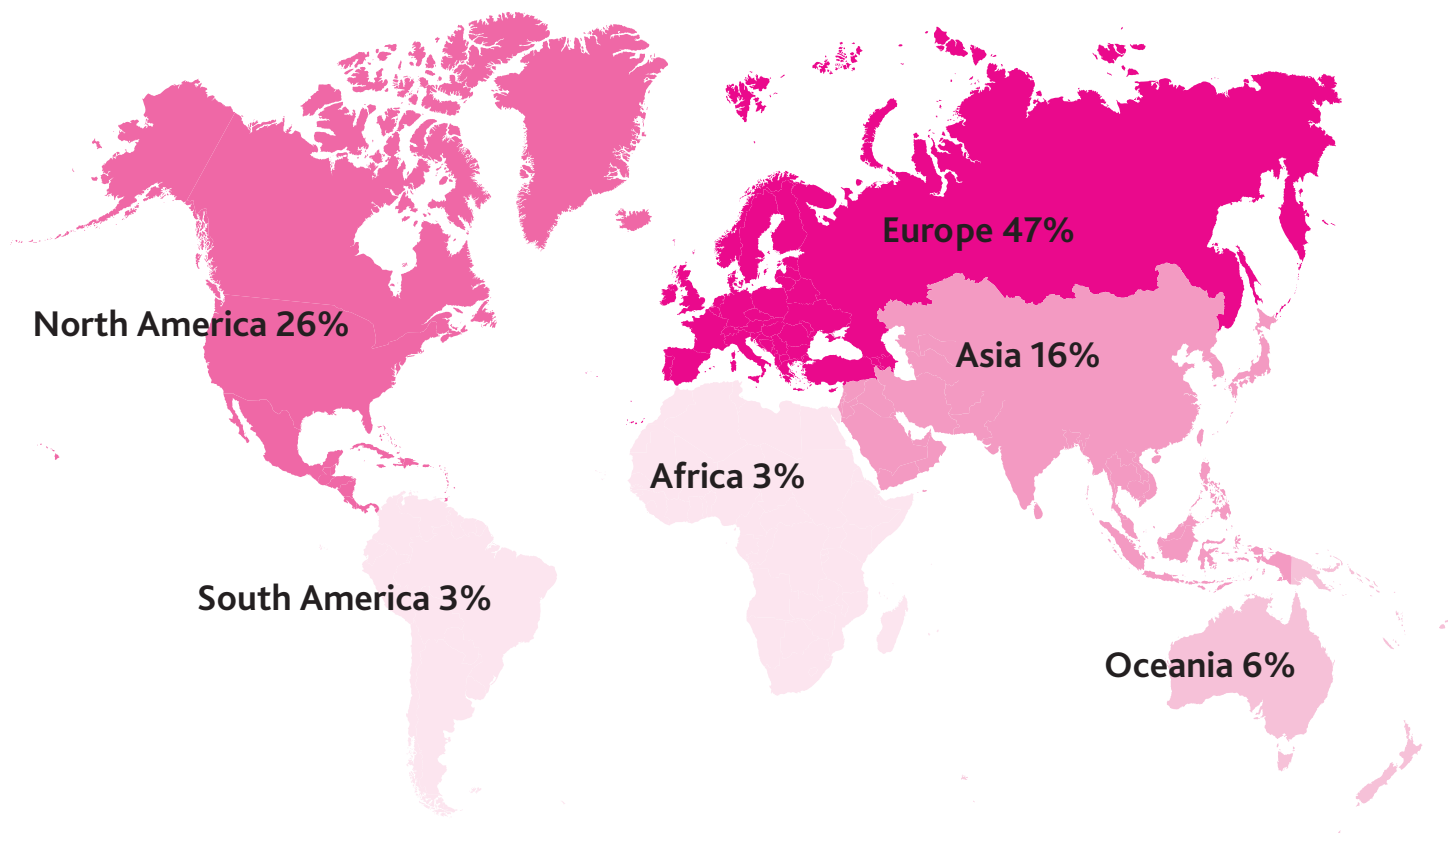 Europe 47%
North America 26%
Asia 16%
Africa 3%
South America 3%
Oceania 6%